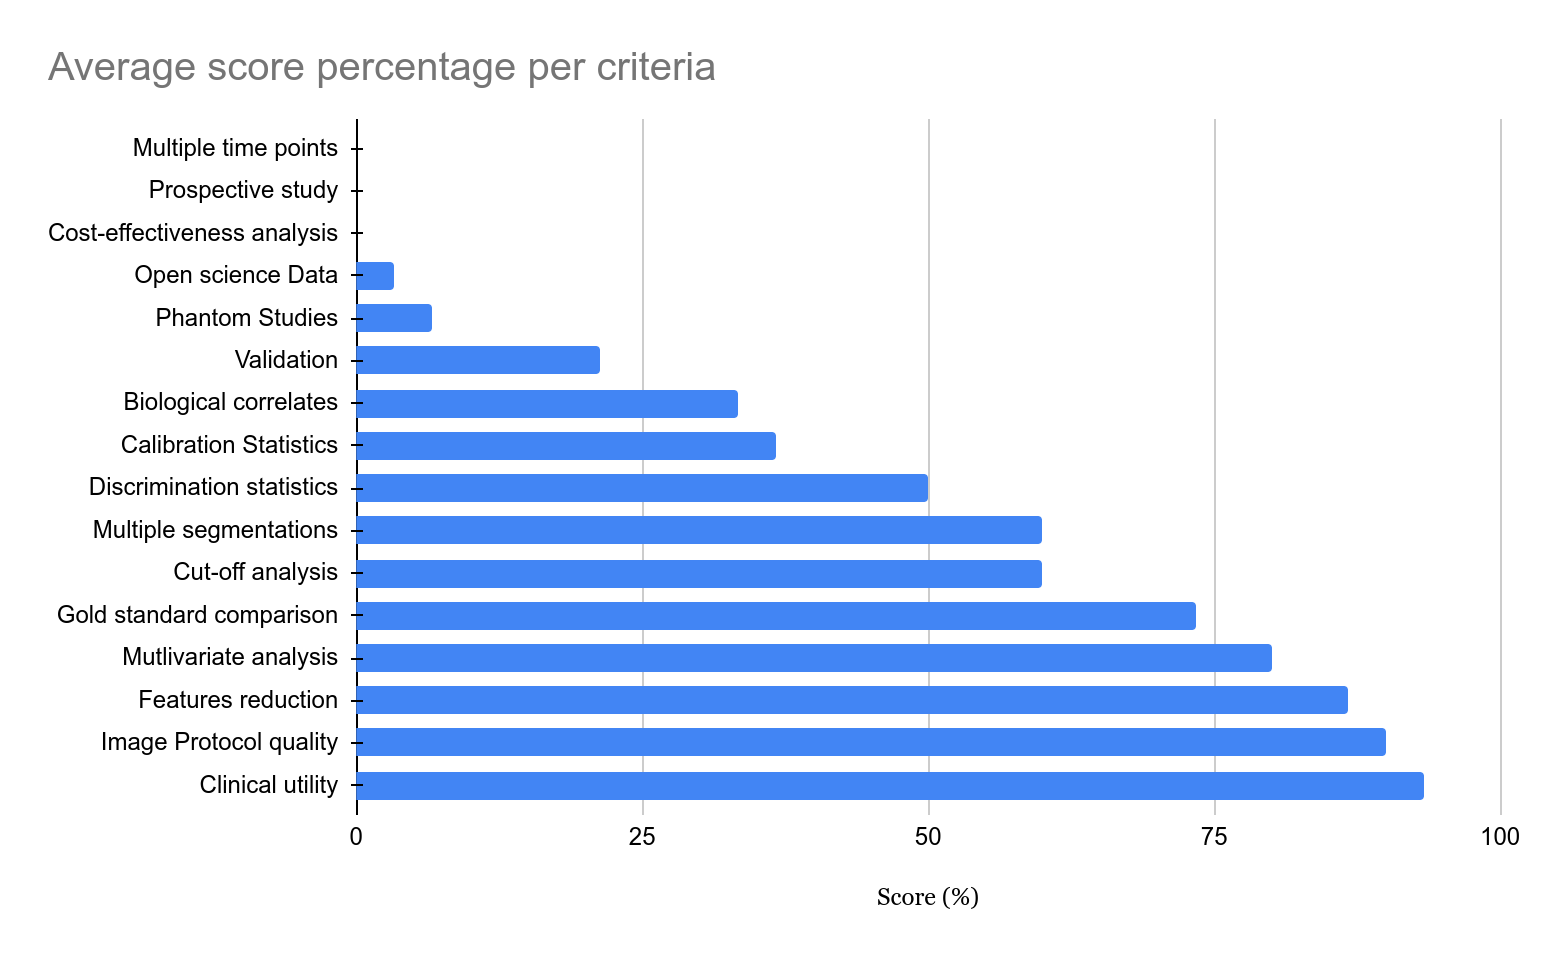 Average score percentage per criteria
Multiple time points
Prospective study
Cost-effectiveness analysis
Open science Data
Phantom Studies
Validation
Biological correlates
Calibration Statistics
Discrimination statistics
Multiple segmentations
Cut-off analysis
Gold standard comparison
Mutlivariate analysis
Features reduction
Image Protocol quality
Clinical utility
0 25 50 75 100
Score (%)